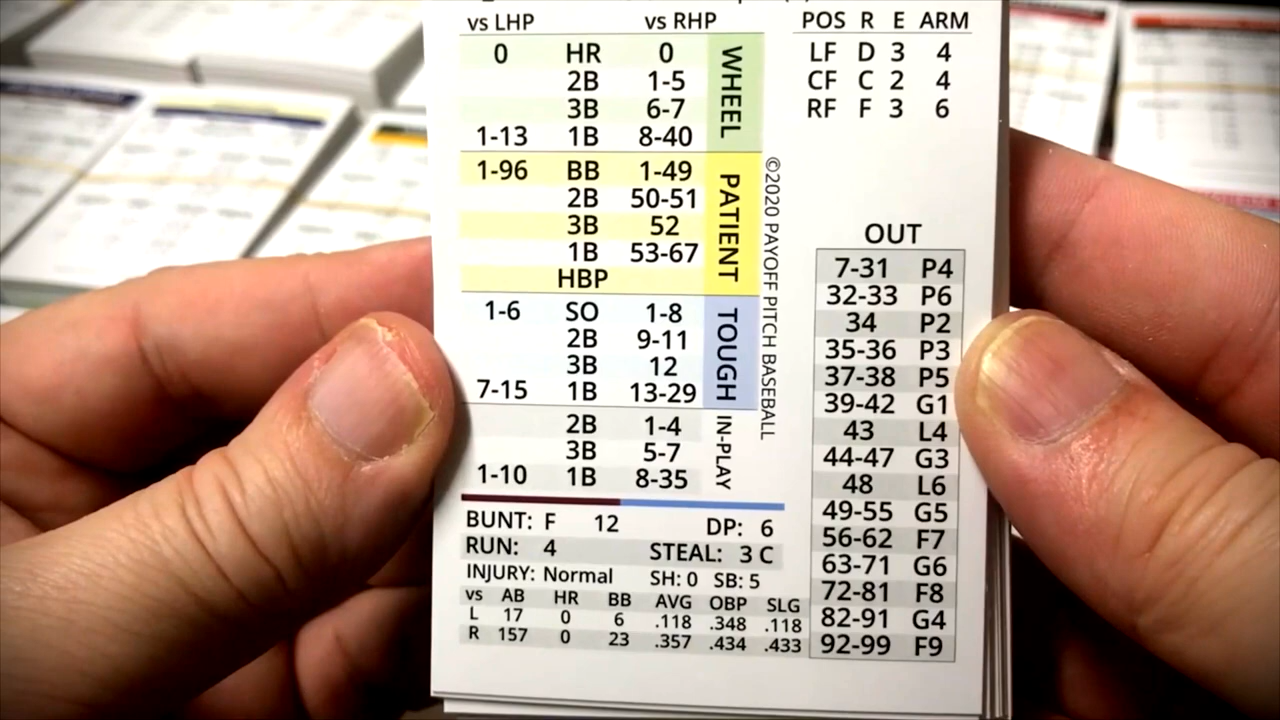 vs LHP vs RHP
0 HR 0
2B 1-5
3B 6-7
1-13 1B 8-40
WHEEL
1-96 BB 1-49
2B 50-51
3B 52
1B 53-67
HBP
PATIENT
1-6 SO 1-8
2B 9-11
3B 12
7-15 1B 13-29
TOUGH
2B 1-4
3B 5-7
1-10 1B 8-35
IN-PLAY
©2020 PAYOFF PITCH BASEBALL
BUNT: F 12 DP: 6
RUN: 4 STEAL: 3 C
INJURY: Normal SH: 0 SB: 5
vs AB HR BB AVG OBP SLG
L 17 0 6 .118 .348 .118
R 157 0 23 .357 .434 .433
POS R E ARM
LF D 3 4
CF C 2 4
RF F 3 6
OUT
7-31 P4
32-33 P6
34 P2
35-36 P3
37-38 P5
39-42 G1
43 L4
44-47 G3
48 L6
49-55 G5
56-62 F7
63-71 G6
72-81 F8
82-91 G4
92-99 F9